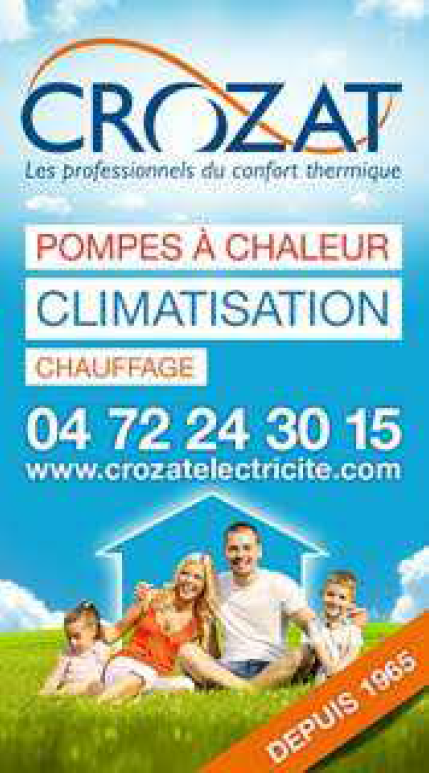 CROZAT
Les professionnels du confort thermique
POMPES À CHALEUR
CLIMATISATION
CHAUFFAGE
04 72 24 30 15
www.crozatelectricite.com
DEPUIS 1965